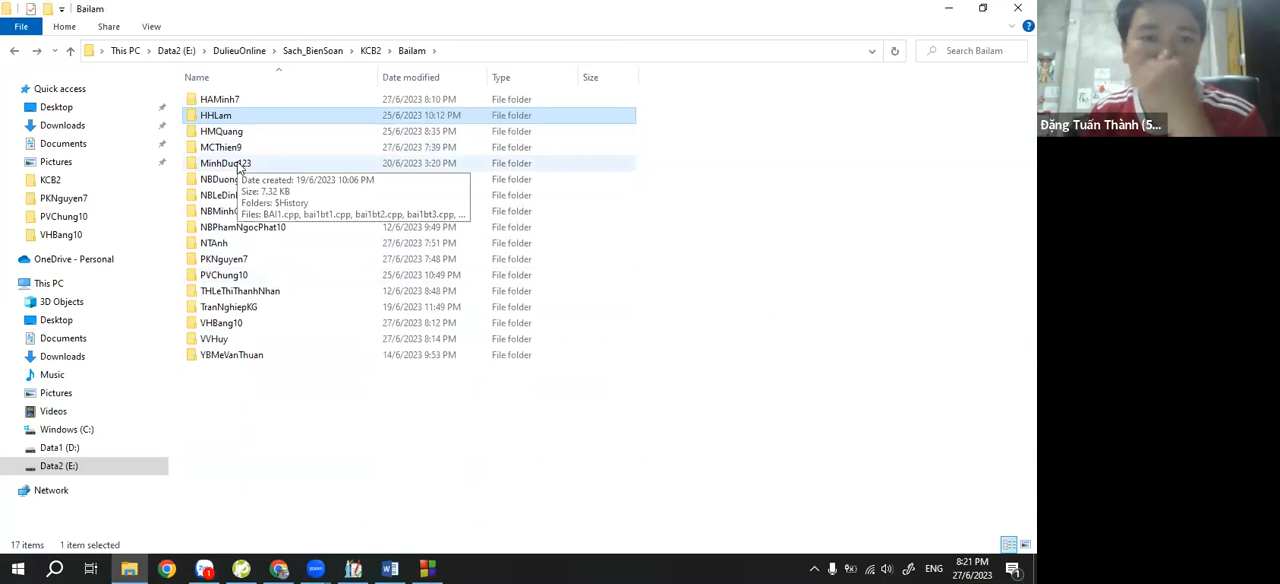 Bailam
File Home Share View
This PC Data2 (E:) DulieuOnline Sach_BienSoan KCB2 Bailam
Search Bailam
Name Date modified Type Size
Quick access
Desktop
Downloads
Documents
Pictures
KCB2
PKNguyen7
PVChung10
VHBang10
OneDrive - Personal
This PC
3D Objects
Desktop
Documents
Downloads
Music
Pictures
Videos
Windows (C:)
Data1 (D:)
Data2 (E:)
Network
HAMinh7 27/6/2023 8:10 PM File folder
HHLam 25/6/2023 10:12 PM File folder
HMQuang 25/6/2023 8:35 PM File folder
MCThien9 27/6/2023 7:39 PM File folder
MinhDuc123 20/6/2023 3:20 PM File folder
NBDuong File folder
NBLeDin File folder
NBMinh File folder
NBPhamNgocPhat10 12/6/2023 9:49 PM File folder
NTAnh 27/6/2023 7:51 PM File folder
PKNguyen7 27/6/2023 7:48 PM File folder
PVChung10 25/6/2023 10:49 PM File folder
THLeThiThanhNhan 12/6/2023 8:48 PM File folder
TranNghiepKG 19/6/2023 11:49 PM File folder
VHBang10 27/6/2023 8:12 PM File folder
VVHuy 27/6/2023 8:14 PM File folder
YBMeVanThuan 14/6/2023 9:53 PM File folder
Date created: 19/6/2023 10:06 PM
Size: 7.32 KB
Folders: $History
Files: BAI1.cpp, bai1bt1.cpp, bai1bt2.cpp, bai1bt3.cpp, ...
17 items 1 item selected
ENG
8:21 PM
27/6/2023
Đặng Tuấn Thành (5...